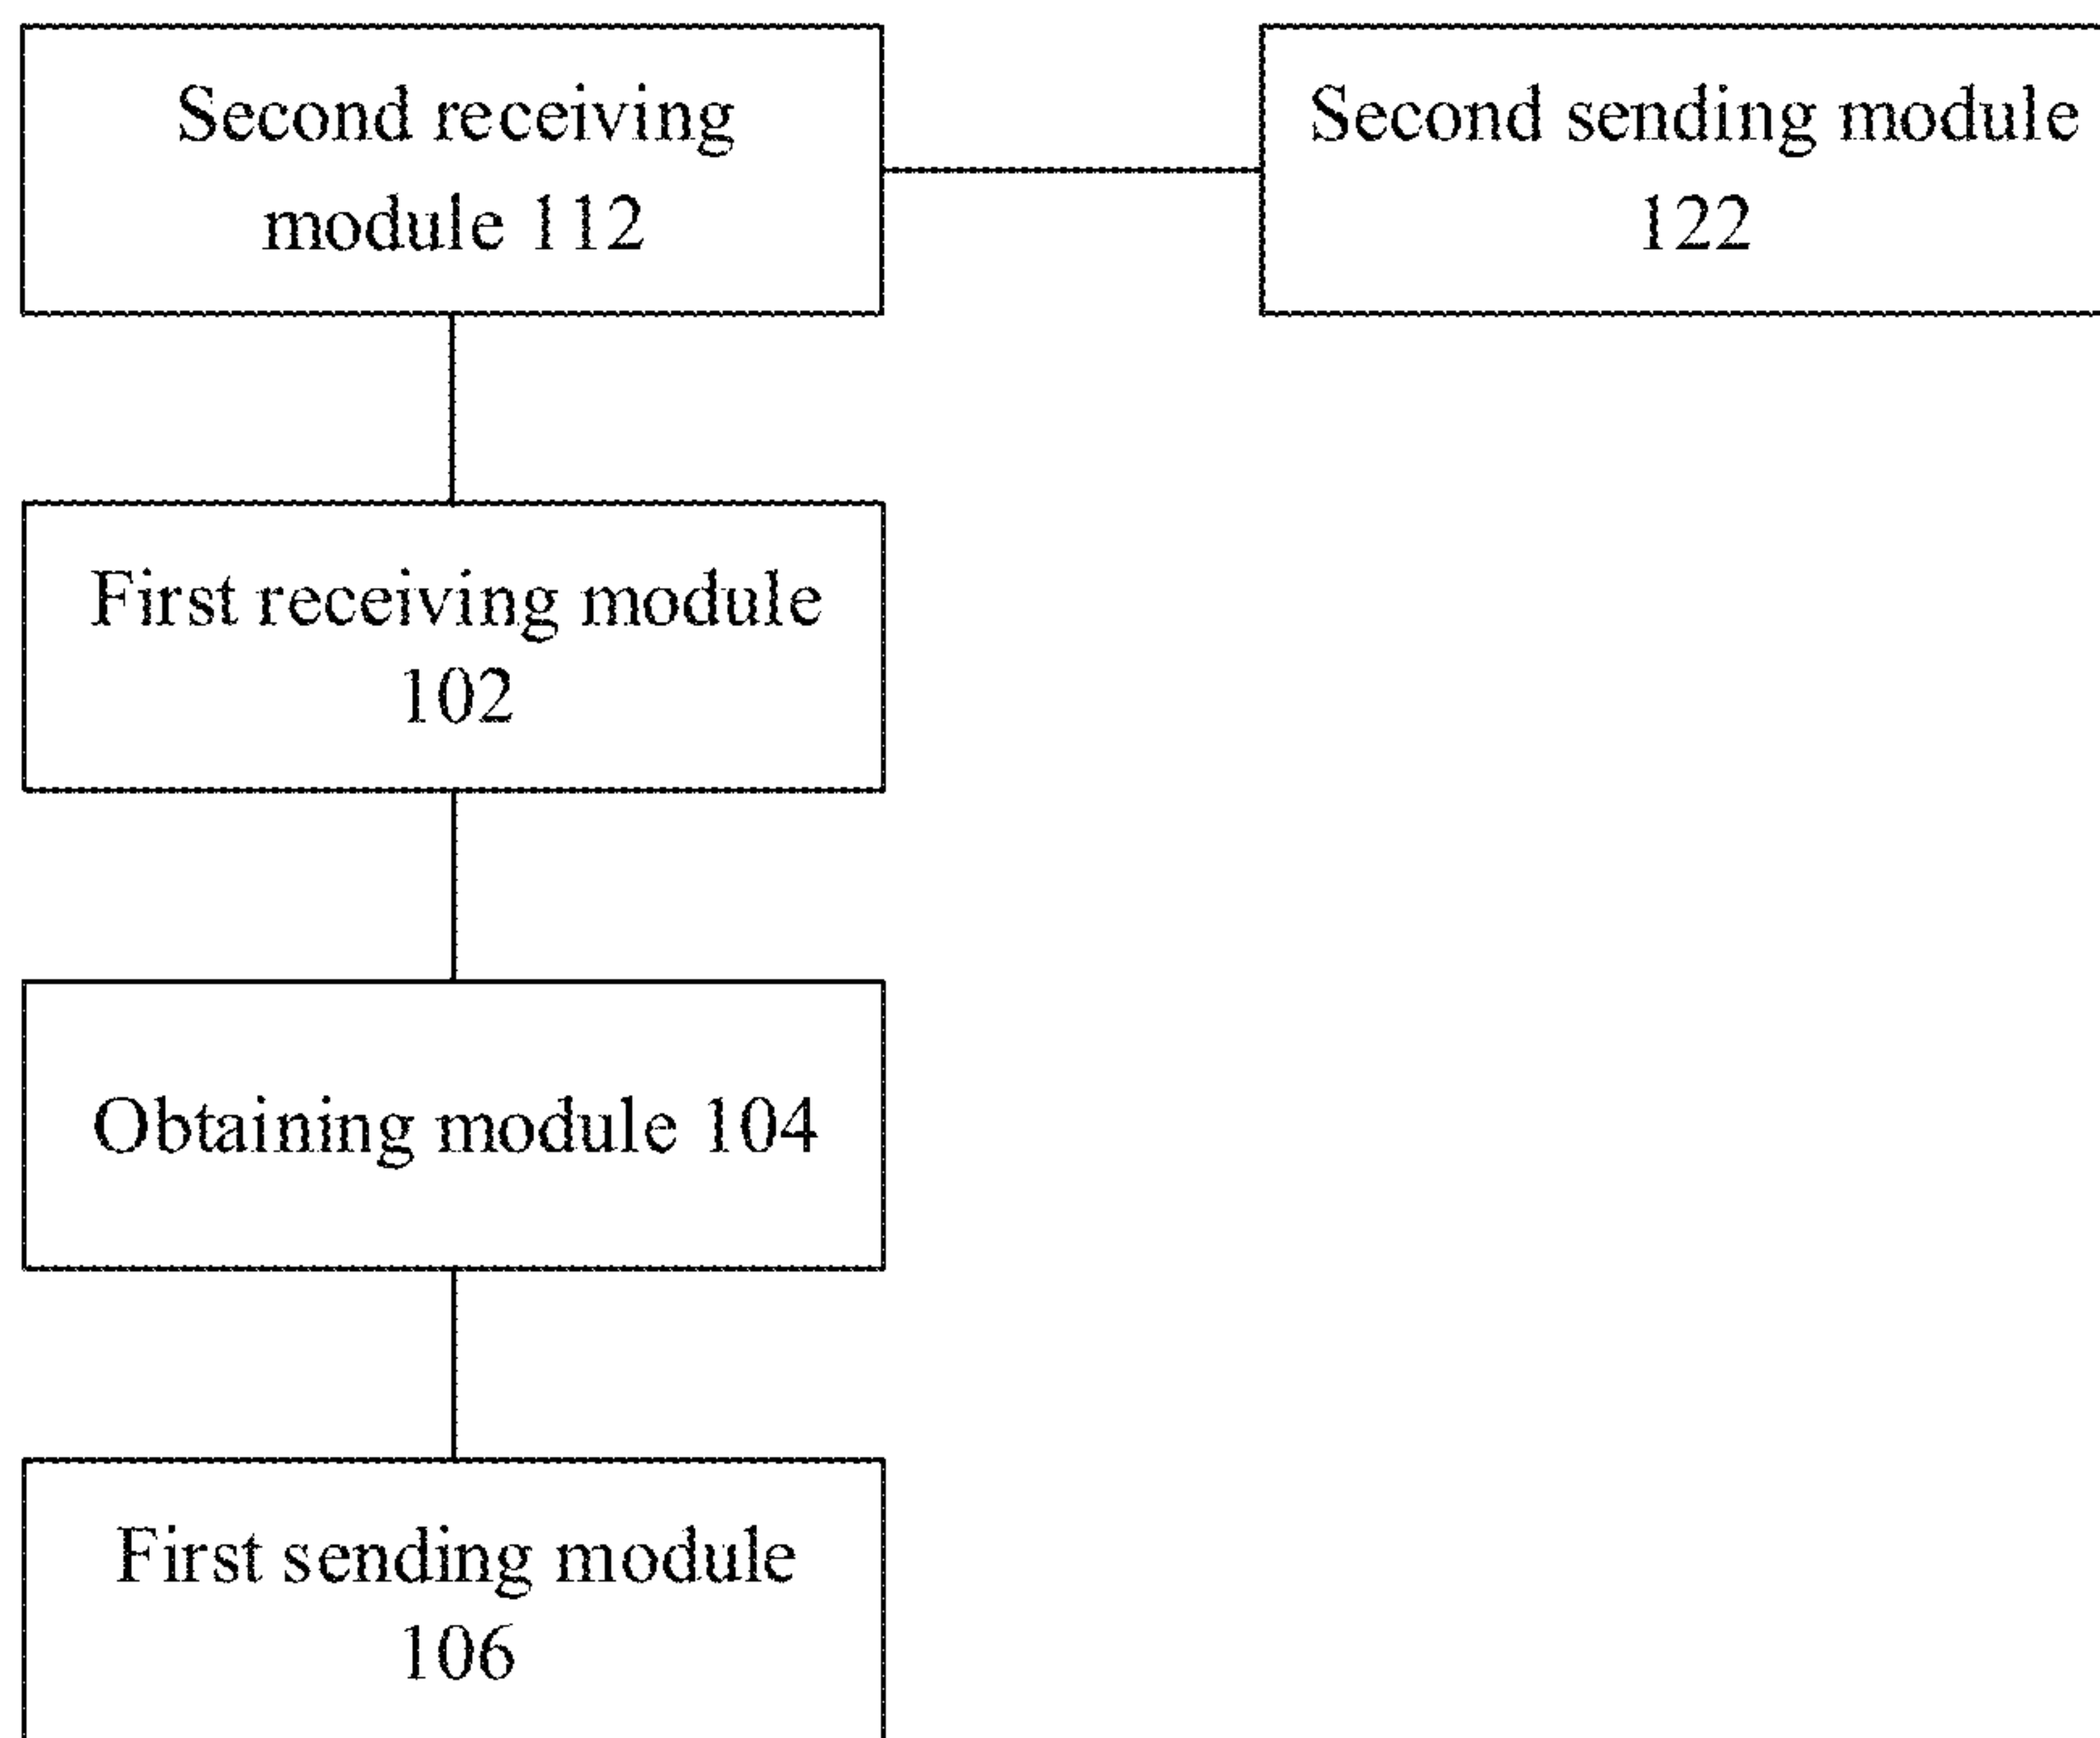 Second receiving
module 112
Second sending module
122
First receiving module
102
Obtaining module 104
First sending module
106